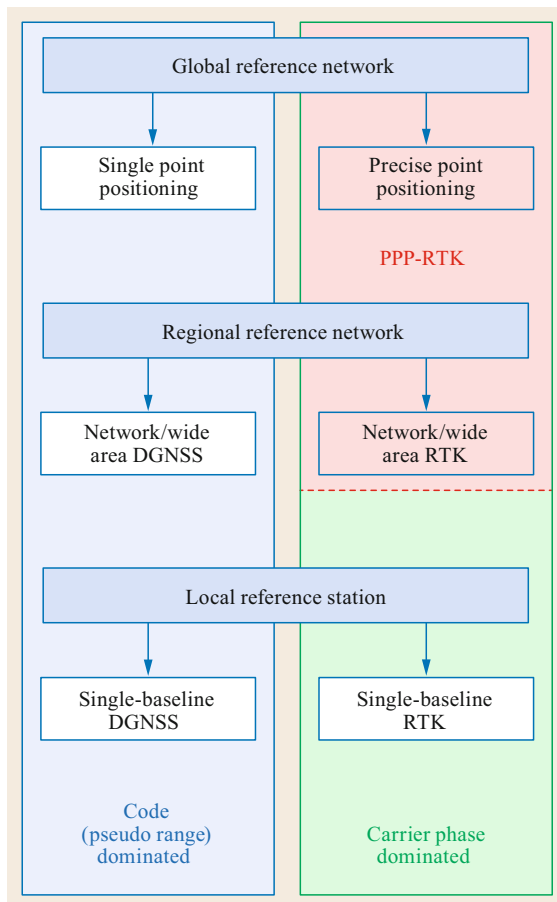 Global reference network
Single point
positioning
Precise point
positioning
PPP-RTK
Regional reference network
Network/wide
area DGNSS
Network/wide
area RTK
Local reference station
Single-baseline
DGNSS
Single-baseline
RTK
Code
(pseudo range)
dominated
Carrier phase
dominated